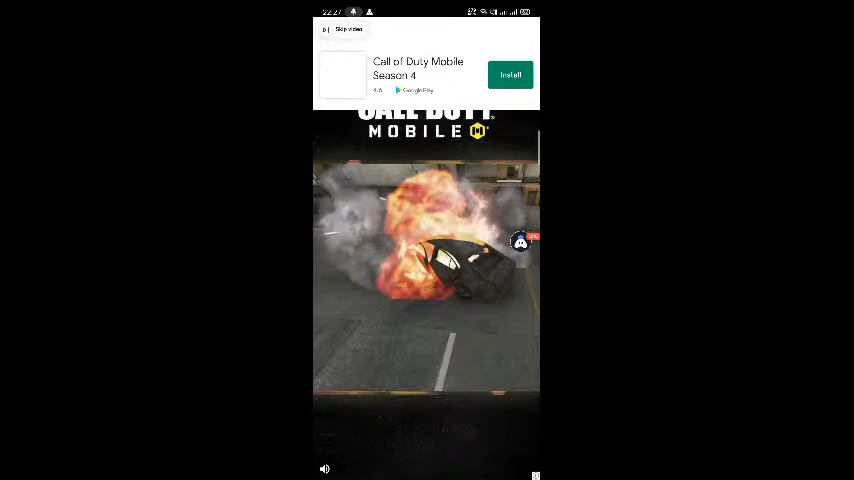 22.27
Skip video
Call of Duty Mobile
Season 4
4.6 Google Play
Install
CALL OF DUTY
MOBILE
LIVE